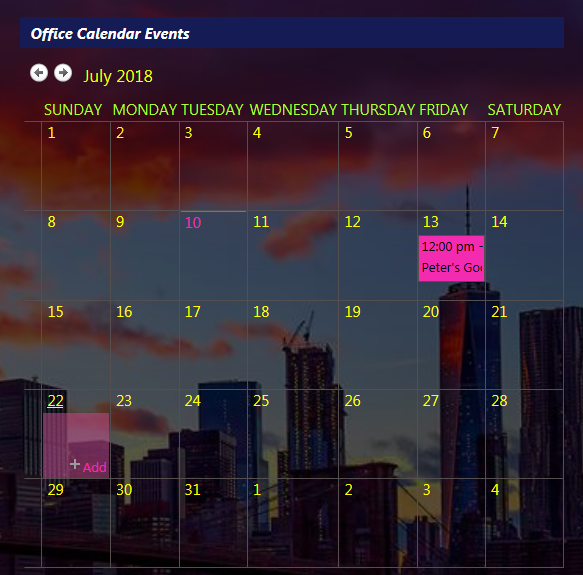 Office Calendar Events
July 2018
SUNDAY MONDAY TUESDAY WEDNESDAY THURSDAY FRIDAY SATURDAY
1 2 3 4 5 6 7
8 9 10 11 12 13 14
12:00 pm -
Peter's
15 16 17 18 19 20 21
22 23 24 25 26 27 28
Add
29 30 31 1 2 3 4